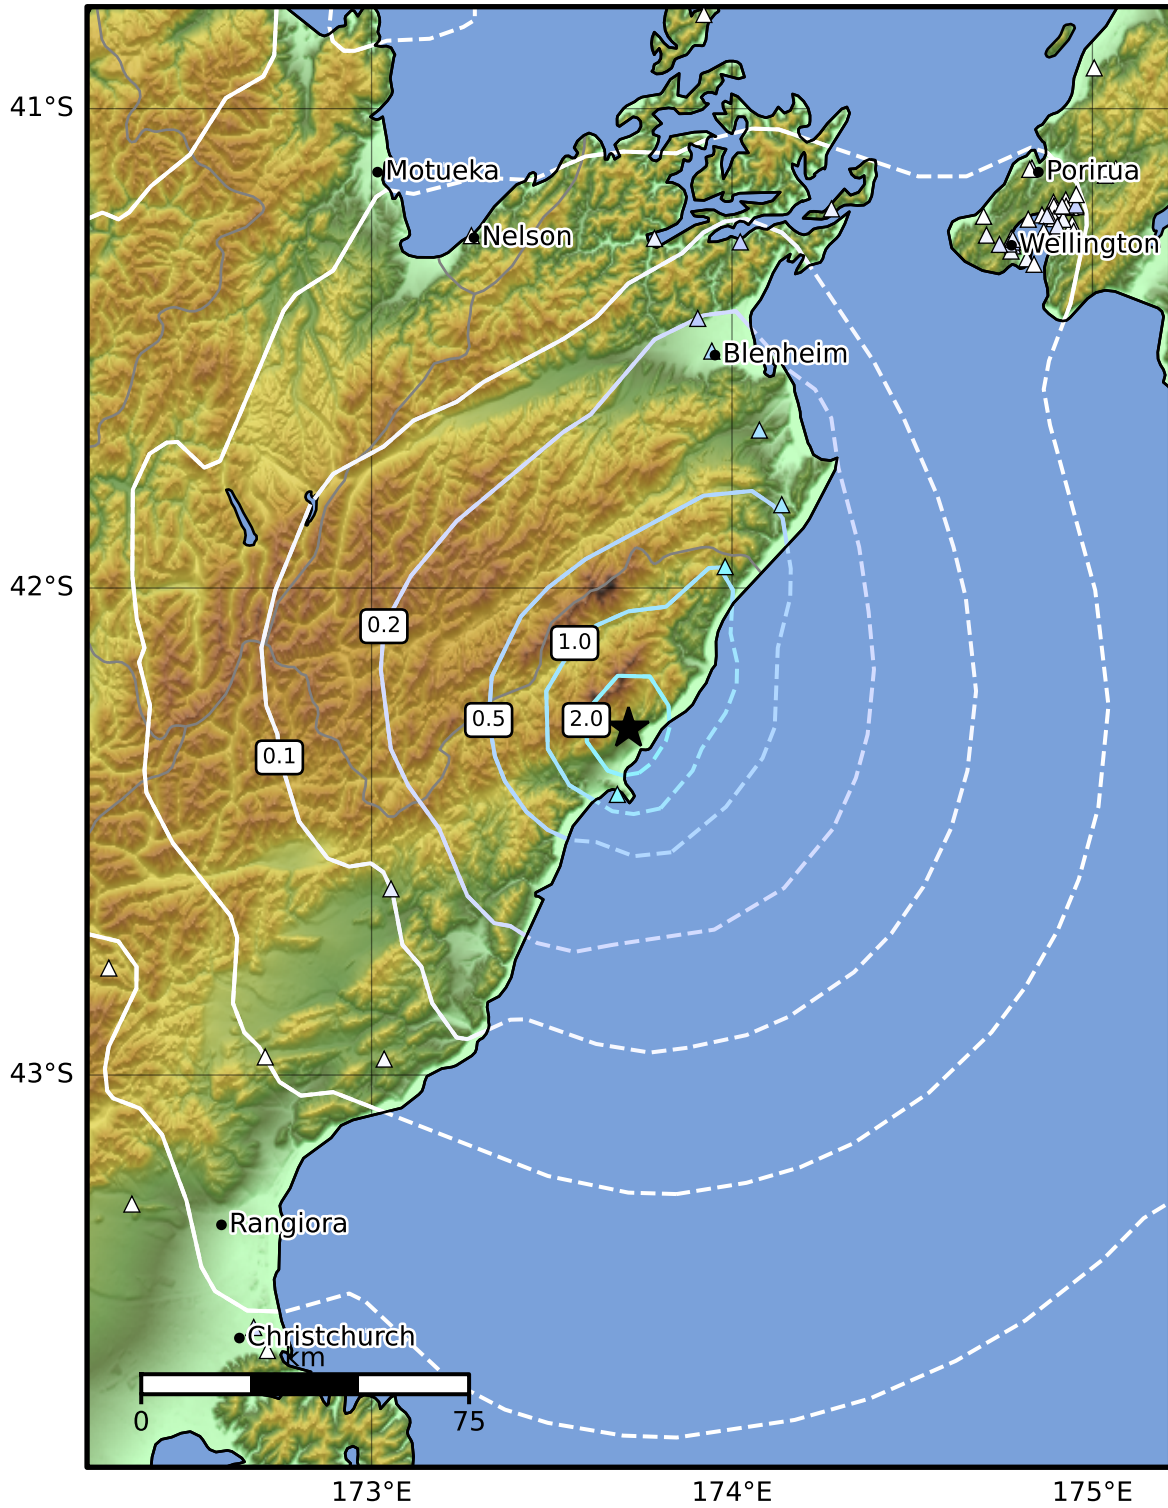 41°S
Motueka
Porirua
Nelson
Wellington
Blenheim
42°S
0.2
1.0
0.5
2.0
0.1
43°S
Rangiora
Christchurch
km
0
75
173°E
174°E
175°E